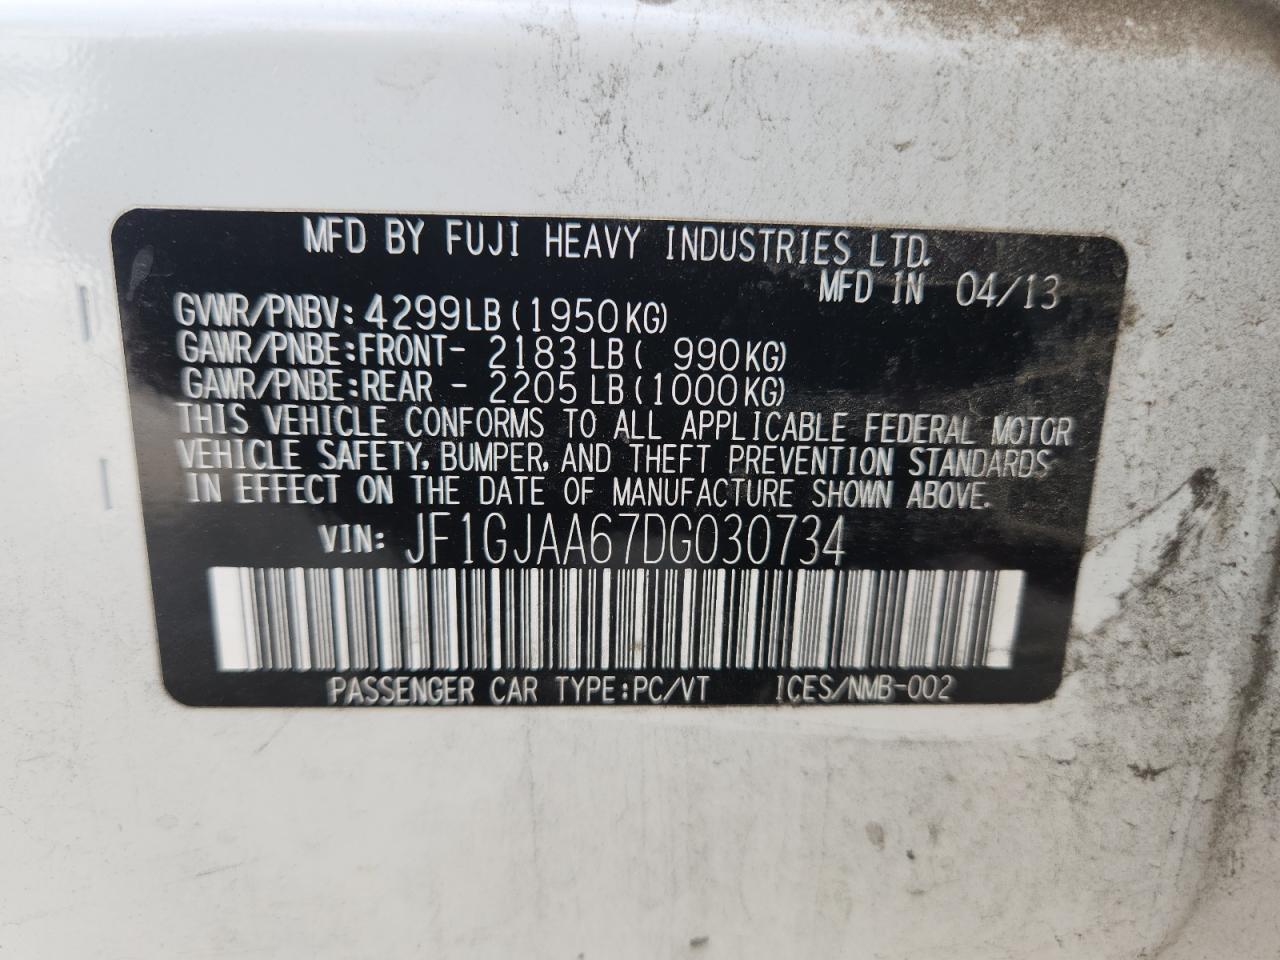 MFD BY FUJI HEAVY INDUSTRIES LTD.
MFD IN 04/13
GVWR/PNBV: 4299LB (1950KG)
GAWR/PNBE:FRONT- 2183LB ( 990KG)
GAWR/PNBE:REAR - 2205LB (1000KG)
THIS VEHICLE CONFORMS TO ALL APPLICABLE FEDERAL MOTOR
VEHICLE SAFETY, BUMPER, AND THEFT PREVENTION STANDARDS
IN EFFECT ON THE DATE OF MANUFACTURE SHOWN ABOVE.
VIN: JF1GJAA67DG030734
PASSENGER CAR TYPE:PC/VT ICES/NMB-002